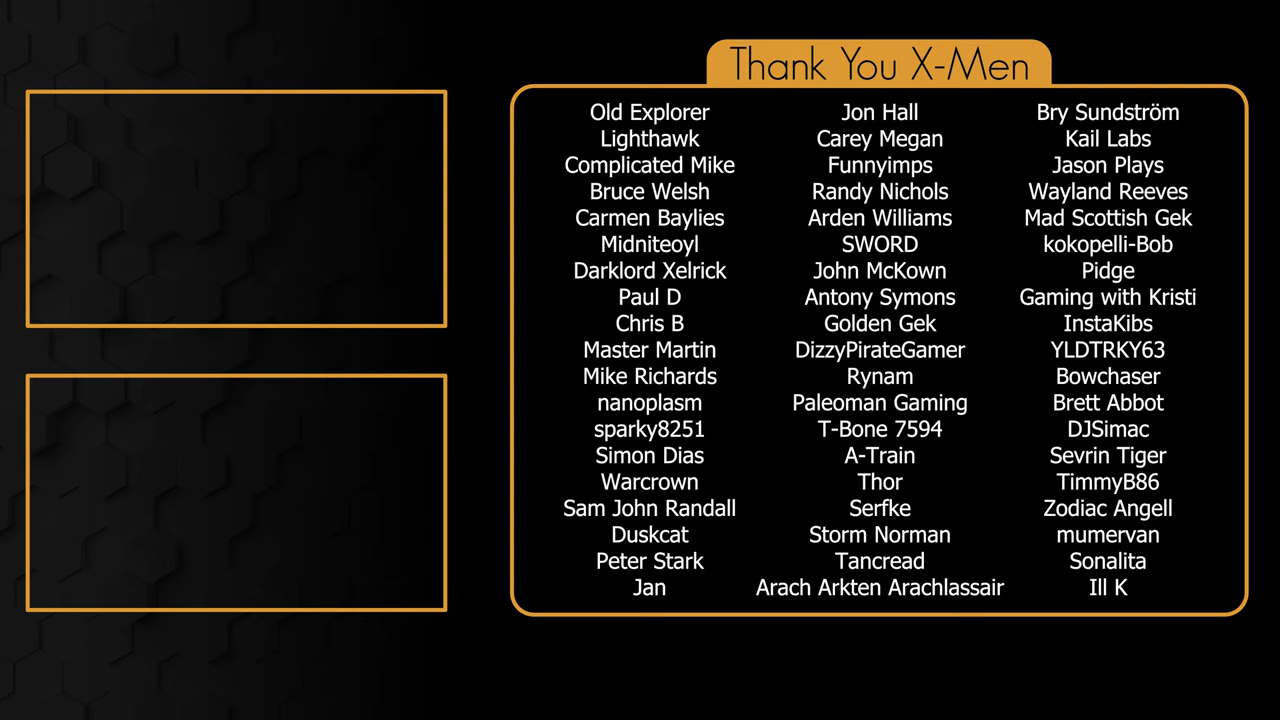 Thank You X-Men
Old Explorer
Lighthawk
Complicated Mike
Bruce Welsh
Carmen Baylies
Midniteoyl
Darklord Xelrick
Paul D
Chris B
Master Martin
Mike Richards
nanoplasm
sparky8251
Simon Dias
Warcrown
Sam John Randall
Duskcat
Peter Stark
Jan
Jon Hall
Carey Megan
Funnyimps
Randy Nichols
Arden Williams
SWORD
John McKown
Antony Symons
Golden Gek
DizzyPirateGamer
Rynam
Paleoman Gaming
T-Bone 7594
A-Train
Thor
Serfke
Storm Norman
Tancread
Arach Arkten Arachlassair
Bry Sundström
Kail Labs
Jason Plays
Wayland Reeves
Mad Scottish Gek
kokopelli-Bob
Pidge
Gaming with Kristi
InstaKibs
YLDTRKY63
Bowchaser
Brett Abbot
DJSimac
Sevrin Tiger
TimmyB86
Zodiac Angell
mumervan
Sonalita
Ill K